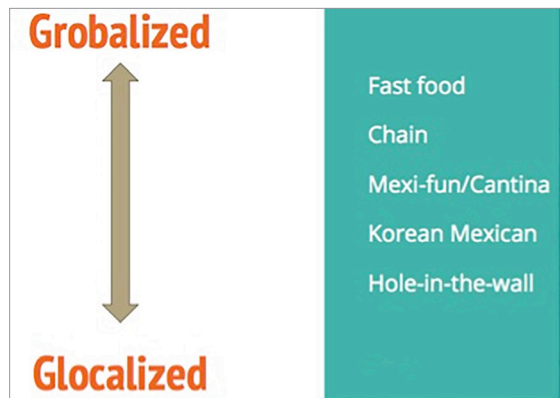 Grobalized
Fast food
Chain
Mexi-fun/Cantina
Korean Mexican
Hole-in-the-wall
Glocalized